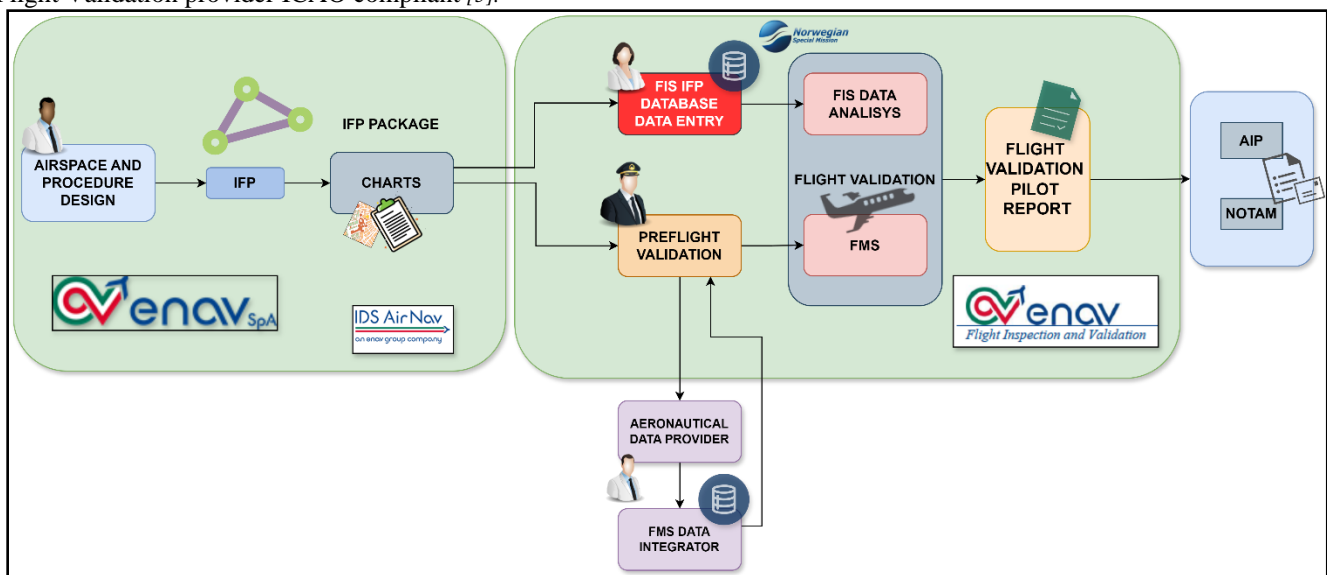 Flight Validation provider ICAO compliant [5].
Norwegian
Special Mission
FIS IFP
DATABASE
DATA ENTRY
FIS DATA
ANALISYS
IFP PACKAGE
AIRSPACE AND
PROCEDURE
DESIGN
IFP
CHARTS
FLIGHT VALIDATION
FLIGHT
VALIDATION
PILOT
REPORT
AIP
NOTAM
PREFLIGHT
VALIDATION
FMS
enav SpA
IDS AirNav
an enav group company
enav
Flight Inspection and Validation
AERONAUTICAL
DATA PROVIDER
FMS DATA
INTEGRATOR